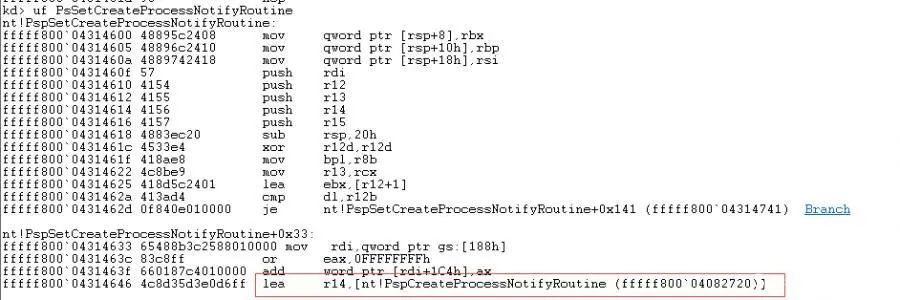 kd> uf PsSetCreateProcessNotifyRoutine
nt!PspSetCreateProcessNotifyRoutine:
fffff800`04314600 48895c2408 mov qword ptr [rsp+8],rbx
fffff800`04314605 48896c2410 mov qword ptr [rsp+10h],rbp
fffff800`0431460a 4889742418 mov qword ptr [rsp+18h],rsi
fffff800`0431460f 57 push rdi
fffff800`04314610 4154 push r12
fffff800`04314612 4155 push r13
fffff800`04314614 4156 push r14
fffff800`04314616 4157 push r15
fffff800`04314618 4883ec20 sub rsp,20h
fffff800`0431461c 4533e4 xor r12d,r12d
fffff800`0431461f 418ae8 mov bpl,r8b
fffff800`04314622 4c8be9 mov r13,rcx
fffff800`04314625 418d5c2401 lea ebx,[r12+1]
fffff800`0431462a 413ad4 cmp dl,r12b
fffff800`0431462d 0f840e010000 je nt!PspSetCreateProcessNotifyRoutine+0x141 (fffff800`04314741) Branch
nt!PspSetCreateProcessNotifyRoutine+0x33:
fffff800`04314633 65488b3c2588010000 mov rdi,qword ptr gs:[188h]
fffff800`0431463c 83c8ff or eax,0FFFFFFFFh
fffff800`0431463f 660187c4010000 add word ptr [rdi+1C4h],ax
fffff800`04314646 4c8d35d3e0d6ff lea r14,[nt!PspCreateProcessNotifyRoutine (fffff800`04082720)]